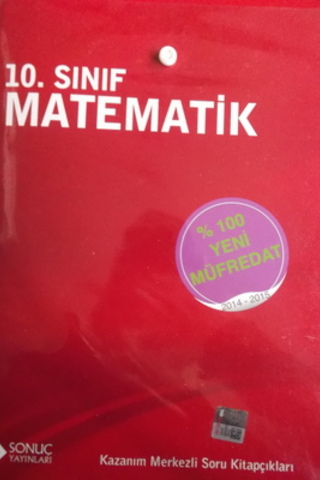 10. SINIF
MATEMATİK
% 100
YENİ
MÜFREDAT
2014 - 2015
SONUÇ
YAYINLARI
Kazanım Merkezli Soru Kitapçıkları